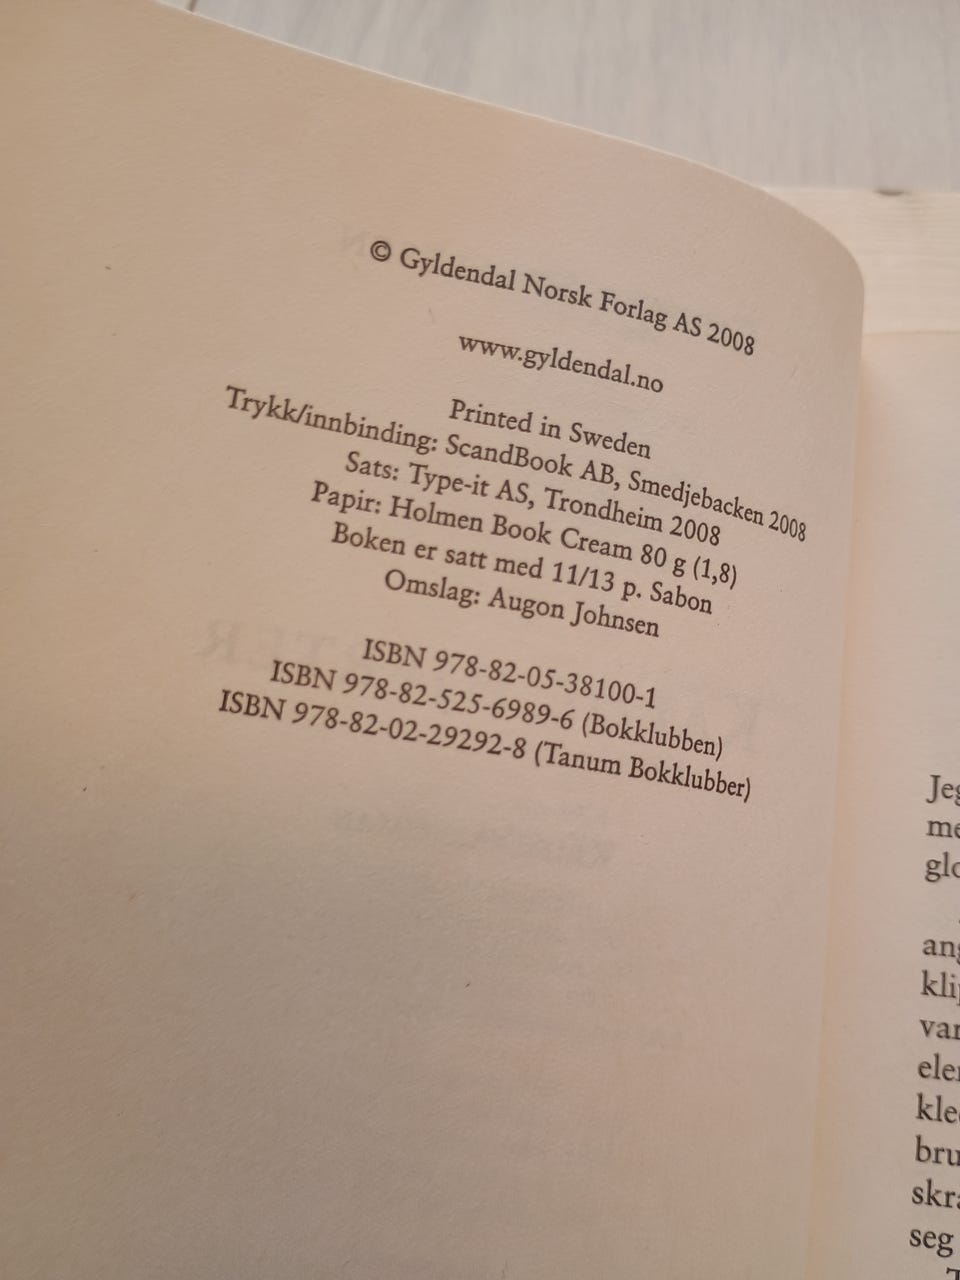 © Gyldendal Norsk Forlag AS 2008
www.gyldendal.no
Printed in Sweden
Trykk/innbinding: ScandBook AB, Smedjebacken 2008
Sats: Type-it AS, Trondheim 2008
Papir: Holmen Book Cream 80 g (1,8)
Boken er satt med 11/13 p. Sabon
Omslag: Augon Johnsen
ISBN 978-82-05-38100-1
ISBN 978-82-525-6989-6 (Bokklubben)
ISBN 978-82-02-29292-8 (Tanum Bokklubber)
seg